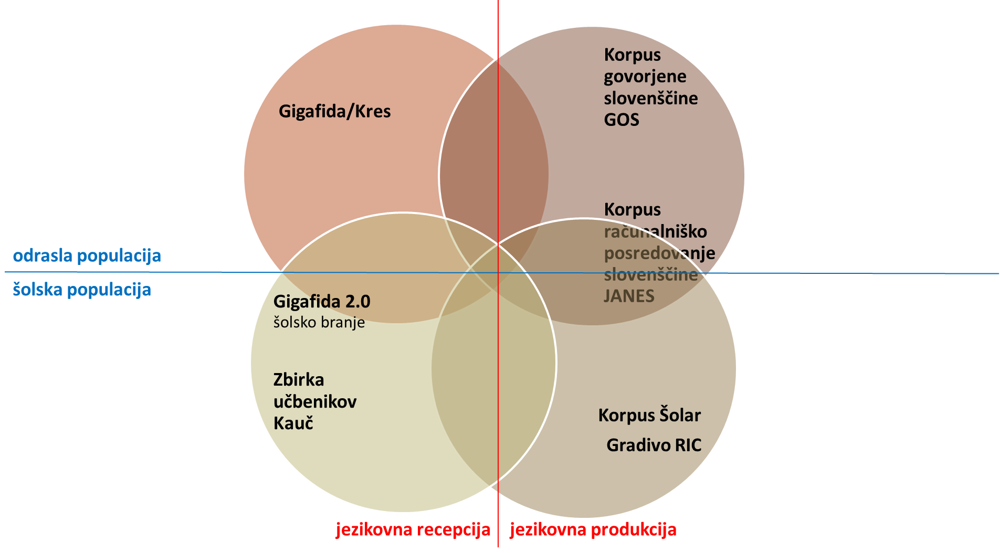 Gigafida/Kres
Korpus
govorjene
slovenščine
GOS
Korpus
računalniško
posredovanje
slovenščine
JANES
odrasla populacija
šolska populacija
Gigafida 2.0
šolsko branje
Zbirka
učbenikov
Kauč
Korpus Šolar
Gradivo RIC
jezikovna recepcija
jezikovna produkcija